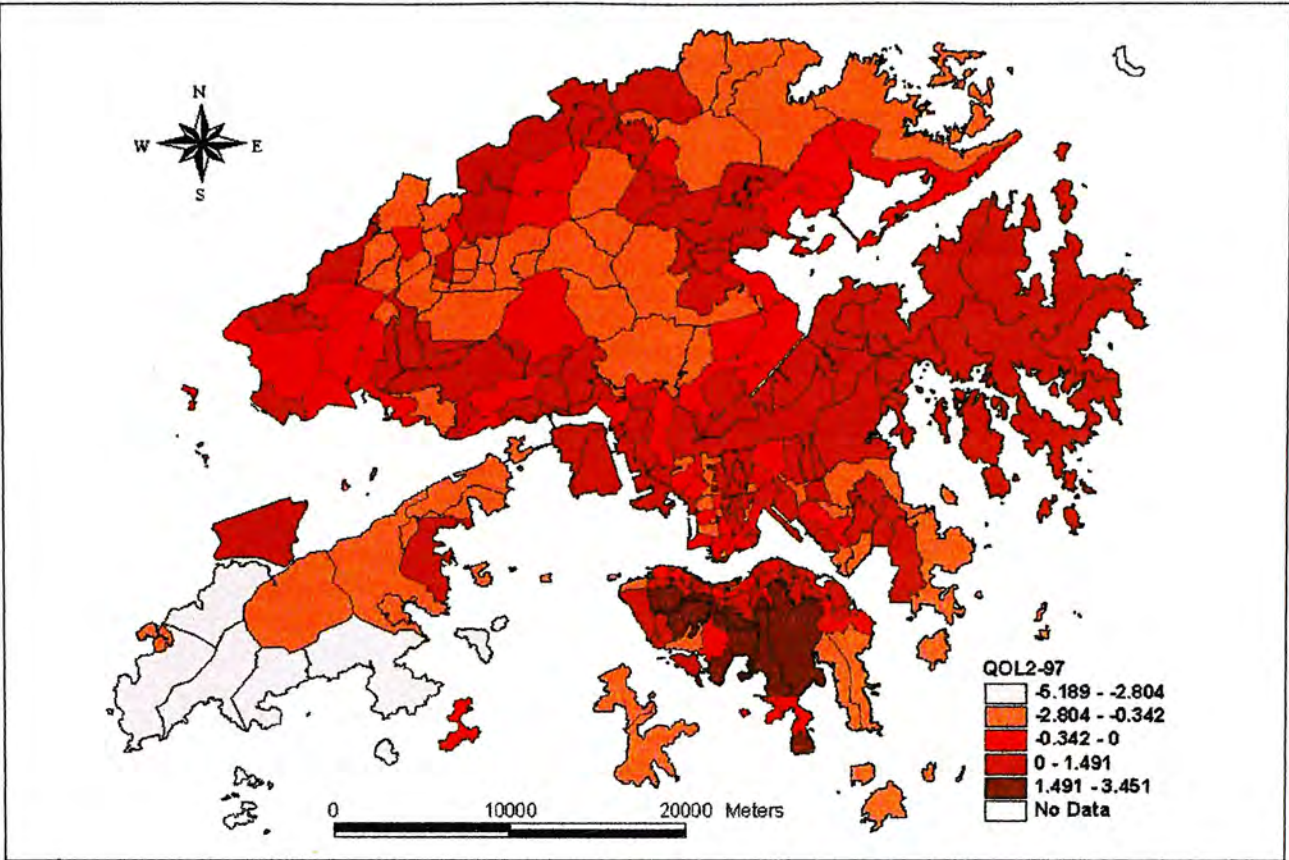 N
W E
S
QOL2-97
-5.189 - -2.804
-2.804 - -0.342
-0.342 - 0
0 - 1.491
1.491 - 3.451
No Data
0 10000 20000 Meters